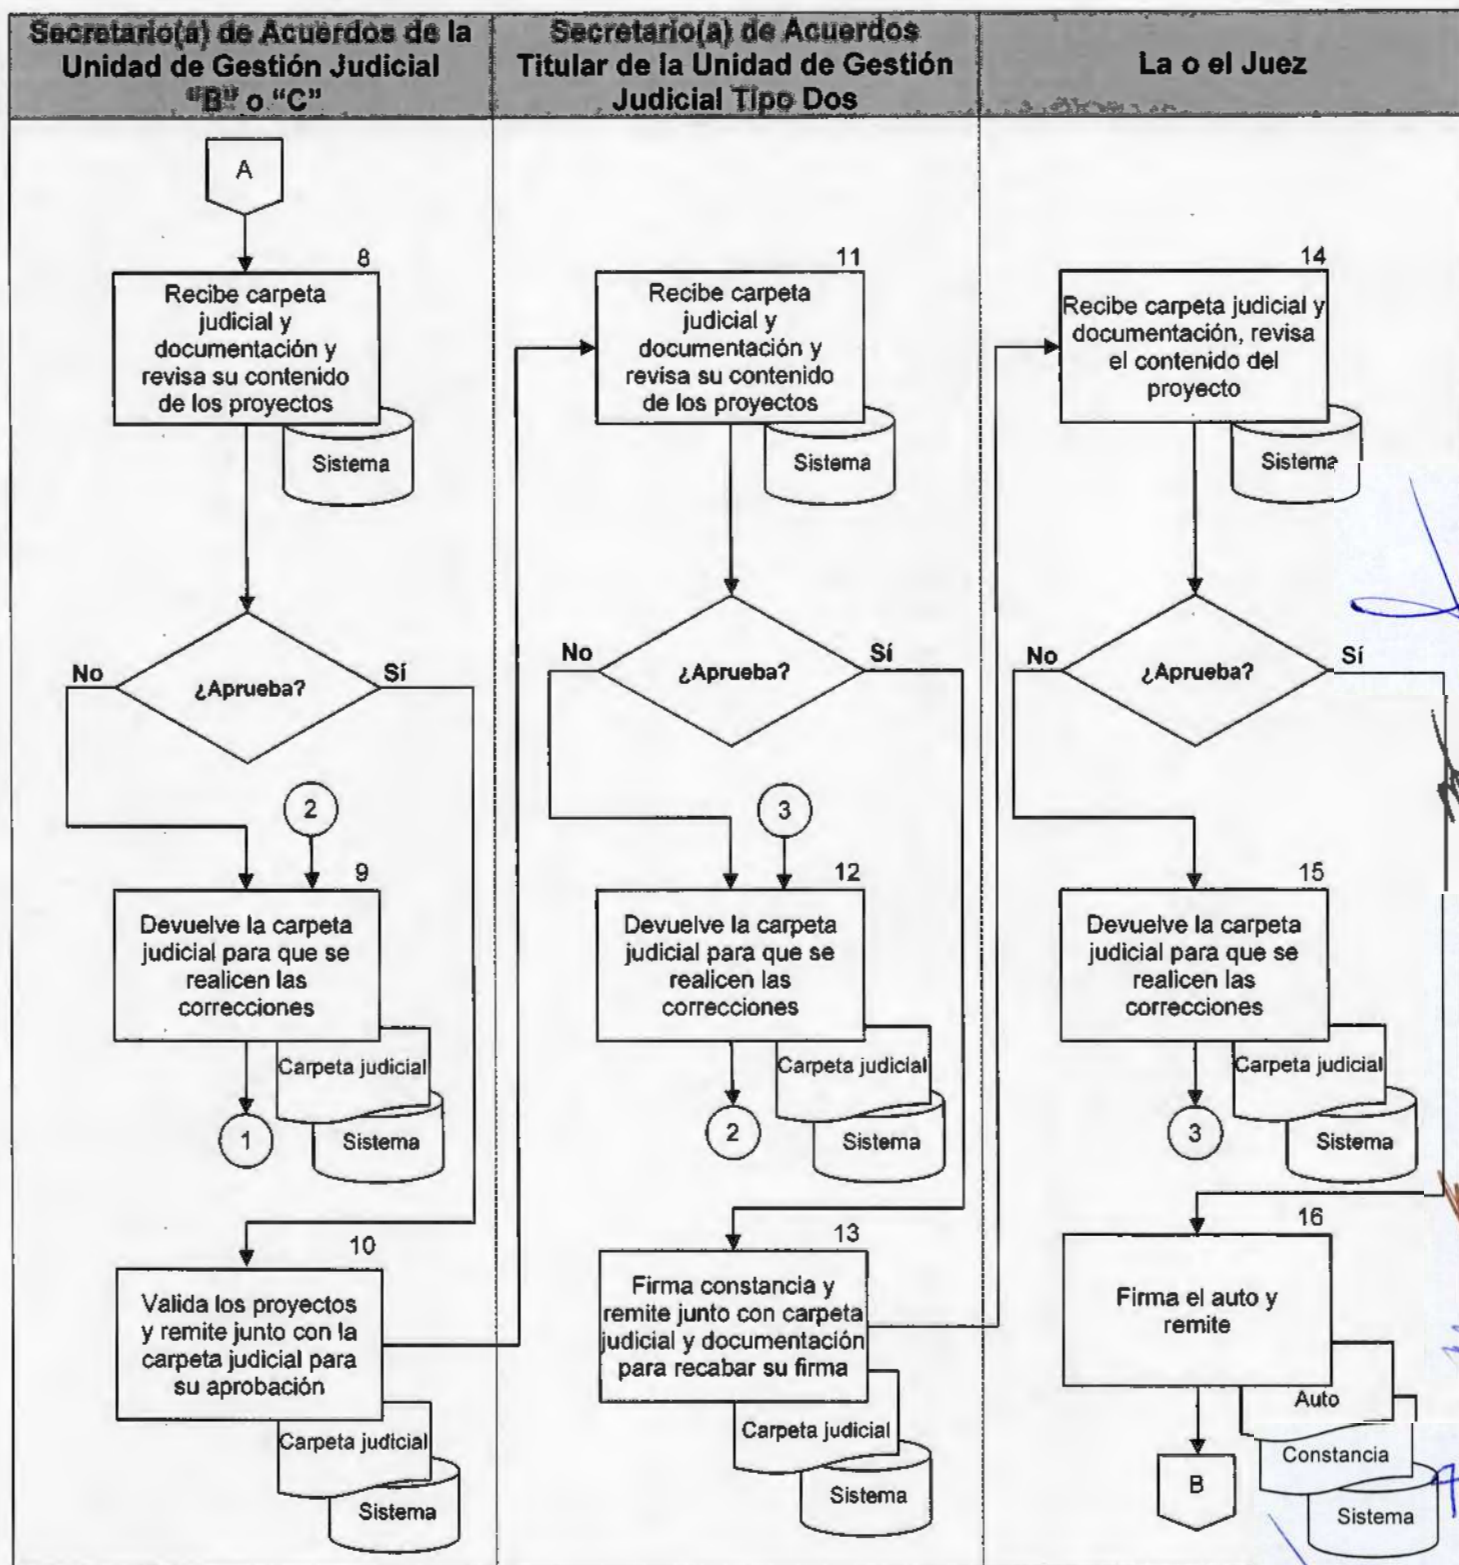 Secretario(a) de Acuerdos de la
Unidad de Gestión Judicial
"B" o "C"
Secretario(a) de Acuerdos
Titular de la Unidad de Gestión
Judicial Tipo Dos
La o el Juez
A
8
Recibe carpeta
judicial y
documentación y
revisa su contenido
de los proyectos
Sistema
¿Aprueba?
No
Sí
2
9
Devuelve la carpeta
judicial para que se
realicen las
correcciones
Carpeta judicial
Sistema
1
10
Valida los proyectos
y remite junto con la
carpeta judicial para
su aprobación
Carpeta judicial
Sistema
11
Recibe carpeta
judicial y
documentación y
revisa su contenido
de los proyectos
Sistema
¿Aprueba?
No
Sí
3
12
Devuelve la carpeta
judicial para que se
realicen las
correcciones
Carpeta judicial
Sistema
2
13
Firma constancia y
remite junto con carpeta
judicial y documentación
para recabar su firma
Carpeta judicial
Sistema
14
Recibe carpeta judicial y
documentación, revisa
el contenido del
proyecto
Sistema
¿Aprueba?
No
Sí
15
Devuelve la carpeta
judicial para que se
realicen las
correcciones
Carpeta judicial
Sistema
3
16
Firma el auto y
remite
Auto
Constancia
Sistema
B